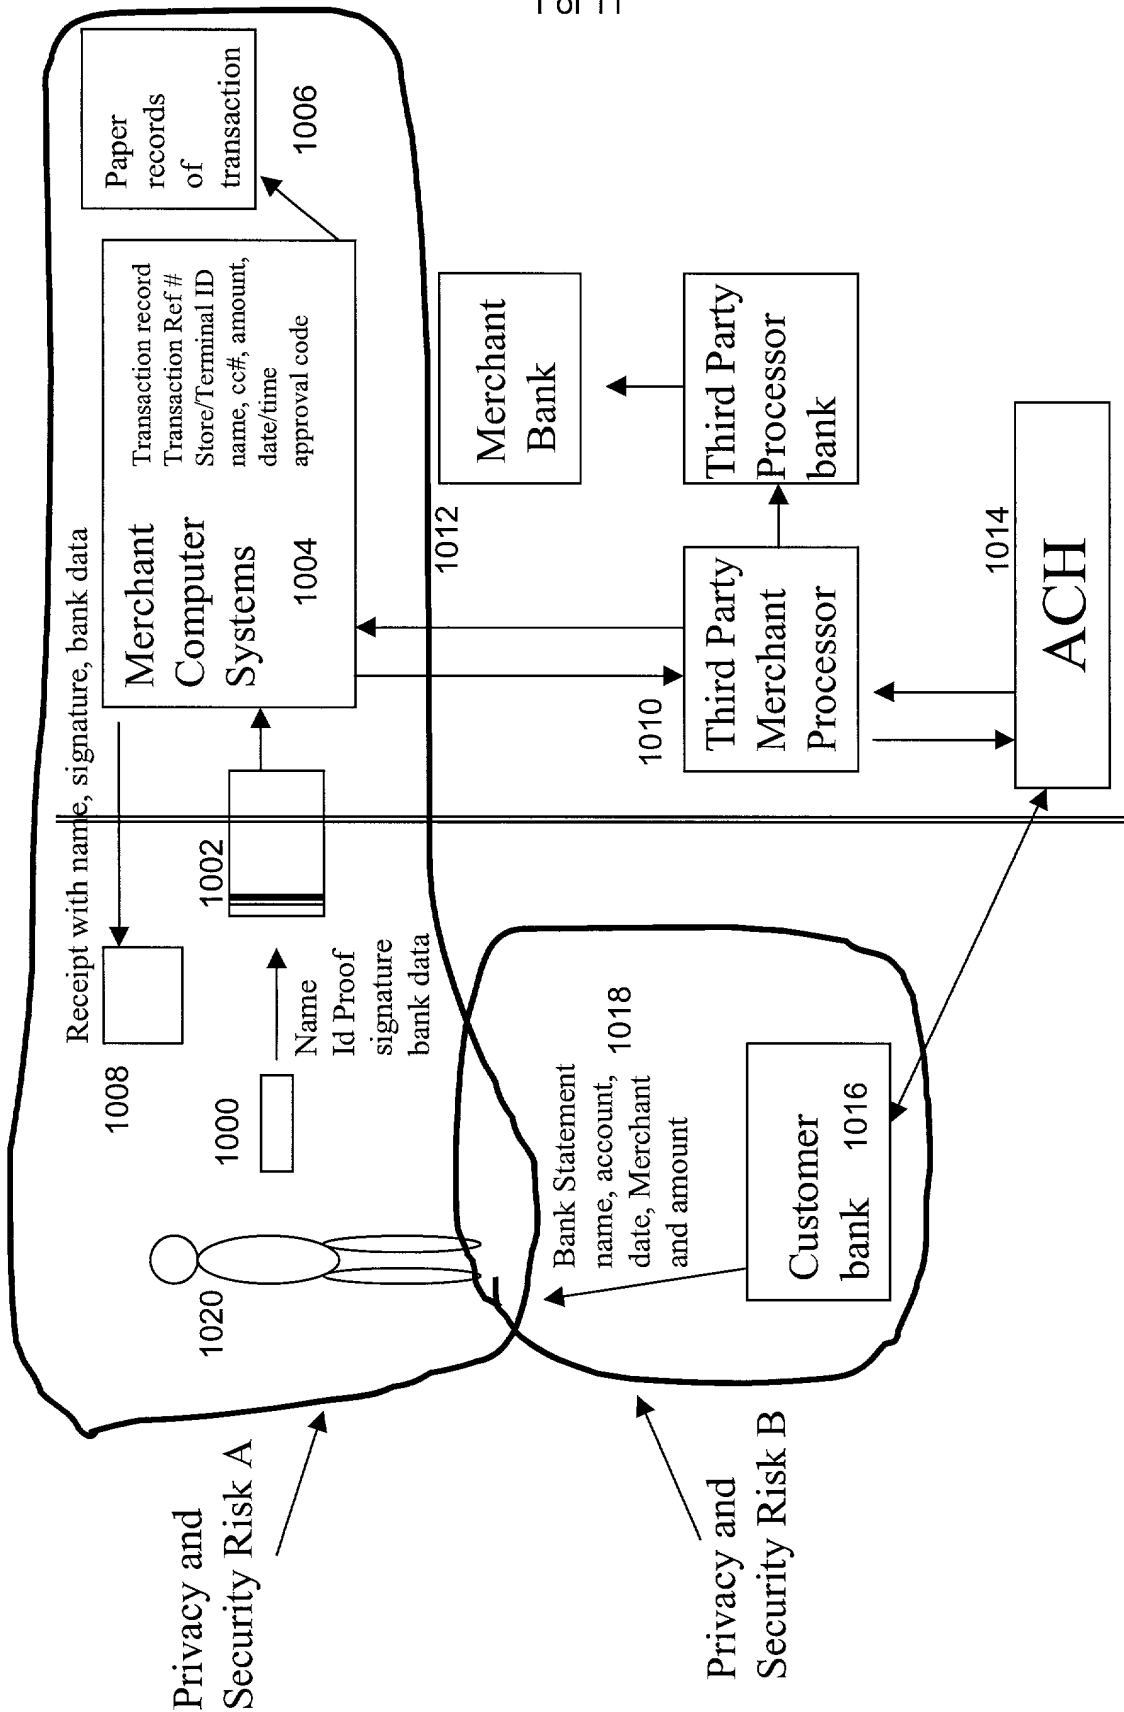 1 of 11
Privacy and
Security Risk A
Privacy and
Security Risk B
1020
1008
Receipt with name, signature, bank data
1000
Name
Id Proof
signature
bank data
1002
Merchant
Computer
Systems
1004
Transaction record
Transaction Ref #
Store/Terminal ID
name, cc#, amount,
date/time
approval code
Paper
records
of
transaction
1006
1012
Merchant
Bank
1010
Third Party
Merchant
Processor
Third Party
Processor
bank
1014
ACH
Bank Statement
name, account,
date, Merchant
and amount
1018
Customer
bank
1016